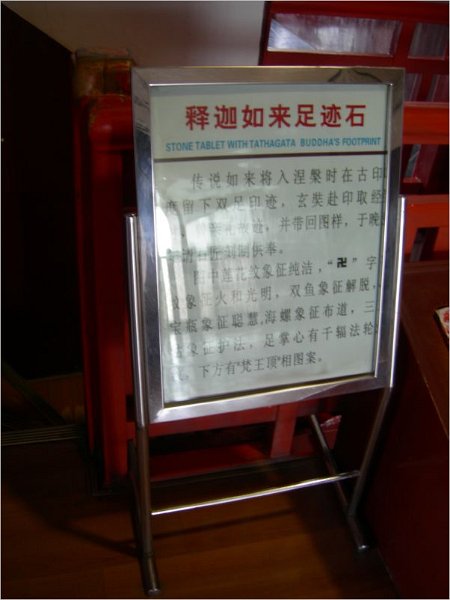 释迦如来足迹石
STONE TABLET WITH TATHAGATA BUDDHA'S FOOTPRINT
传说如来将入涅槃时在古印
留下双足印迹，玄奘赴印取经
并带回图样，于晚
刻制供奉。
图中莲花纹象征纯洁，“卍”字
象征火和光明，双鱼象征解脱，
宝瓶象征聪慧，海螺象征布道，三
象征护法，足掌心有千辐法轮
下方有“梵王顶”相图案。